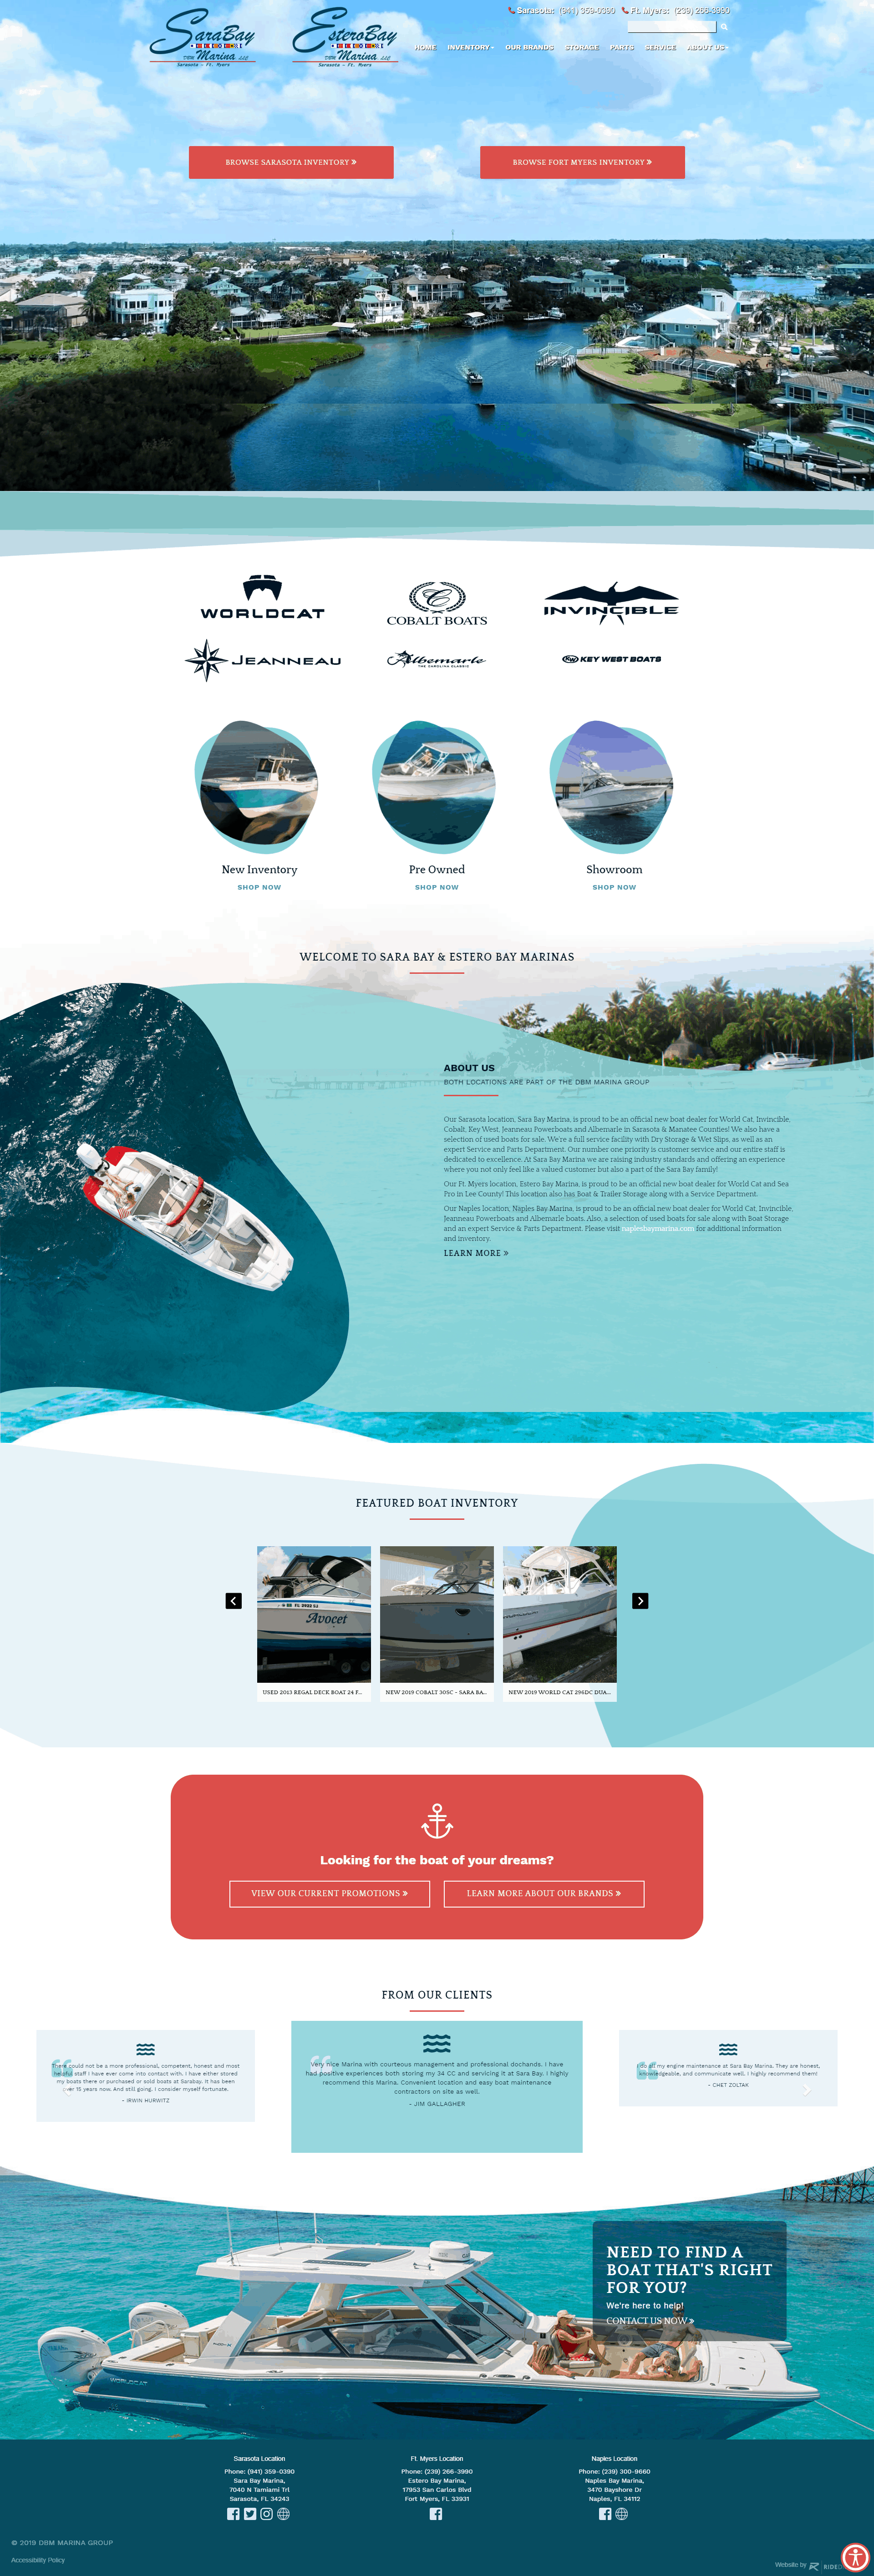 Sarasota: (941) 359-0390 Ft. Myers: (239) 266-3990
SaraBay
DBM Marina LLC
Sarasota - Ft. Myers
EsteroBay
DBM Marina LLC
Sarasota - Ft. Myers
HOME INVENTORY OUR BRANDS STORAGE PARTS SERVICE ABOUT US
BROWSE SARASOTA INVENTORY »
BROWSE FORT MYERS INVENTORY »
WORLDCAT
C
COBALT BOATS
INVINCIBLE
JEANNEAU
Albemarle
THE CAROLINA CLASSIC
KW KEY WEST BOATS
New Inventory
SHOP NOW
Pre Owned
SHOP NOW
Showroom
SHOP NOW
WELCOME TO SARA BAY & ESTERO BAY MARINAS
ABOUT US
BOTH LOCATIONS ARE PART OF THE DBM MARINA GROUP
Our Sarasota location, Sara Bay Marina, is proud to be an official new boat dealer for World Cat, Invincible,
Cobalt, Key West, Jeanneau Powerboats and Albemarle in Sarasota & Manatee Counties! We also have a
selection of used boats for sale. We're a full service facility with Dry Storage & Wet Slips, as well as an
expert Service and Parts Department. Our number one priority is customer service and our entire staff is
dedicated to excellence. At Sara Bay Marina we are raising industry standards and offering an experience
where you not only feel like a valued customer but also a part of the Sara Bay family!
Our Ft. Myers location, Estero Bay Marina, is proud to be an official new boat dealer for World Cat and Sea
Pro in Lee County! This location also has Boat & Trailer Storage along with a Service Department.
Our Naples location, Naples Bay Marina, is proud to be an official new boat dealer for World Cat, Invincible,
Jeanneau Powerboats and Albemarle boats. Also, a selection of used boats for sale along with Boat Storage
and an expert Service & Parts Department. Please visit naplesbaymarina.com for additional information
and inventory.
LEARN MORE »
FEATURED BOAT INVENTORY
Avocet
USED 2013 REGAL DECK BOAT 24 F...
NEW 2019 COBALT 30SC - SARA BA...
NEW 2019 WORLD CAT 296DC DUA...
Looking for the boat of your dreams?
VIEW OUR CURRENT PROMOTIONS »
LEARN MORE ABOUT OUR BRANDS »
FROM OUR CLIENTS
There could not be a more professional, competent, honest and most
helpful staff I have ever come into contact with. I have either stored
my boats there or purchased or sold boats at Sarabay. It has been
over 15 years now. And still going. I consider myself fortunate.
~ IRWIN HURWITZ
Very nice Marina with courteous management and professional dockhands. I have
had positive experiences both storing my 34 CC and servicing it at Sara Bay. I highly
recommend this Marina. Convenient location and easy boat maintenance
contractors on site as well.
~ JIM GALLAGHER
I do all my engine maintenance at Sara Bay Marina. They are honest,
knowledgeable, and communicate well. I highly recommend them!
~ CHET ZOLTAK
NEED TO FIND A
BOAT THAT'S RIGHT
FOR YOU?
We're here to help!
CONTACT US NOW »
WORLDCAT
Sarasota Location
Phone: (941) 359-0390
Sara Bay Marina,
7040 N Tamiami Trl
Sarasota, FL 34243
Ft. Myers Location
Phone: (239) 266-3990
Estero Bay Marina,
17953 San Carlos Blvd
Fort Myers, FL 33931
Naples Location
Phone: (239) 300-9660
Naples Bay Marina,
3470 Bayshore Dr
Naples, FL 34112
© 2019 DBM MARINA GROUP
Accessibility Policy
Website by